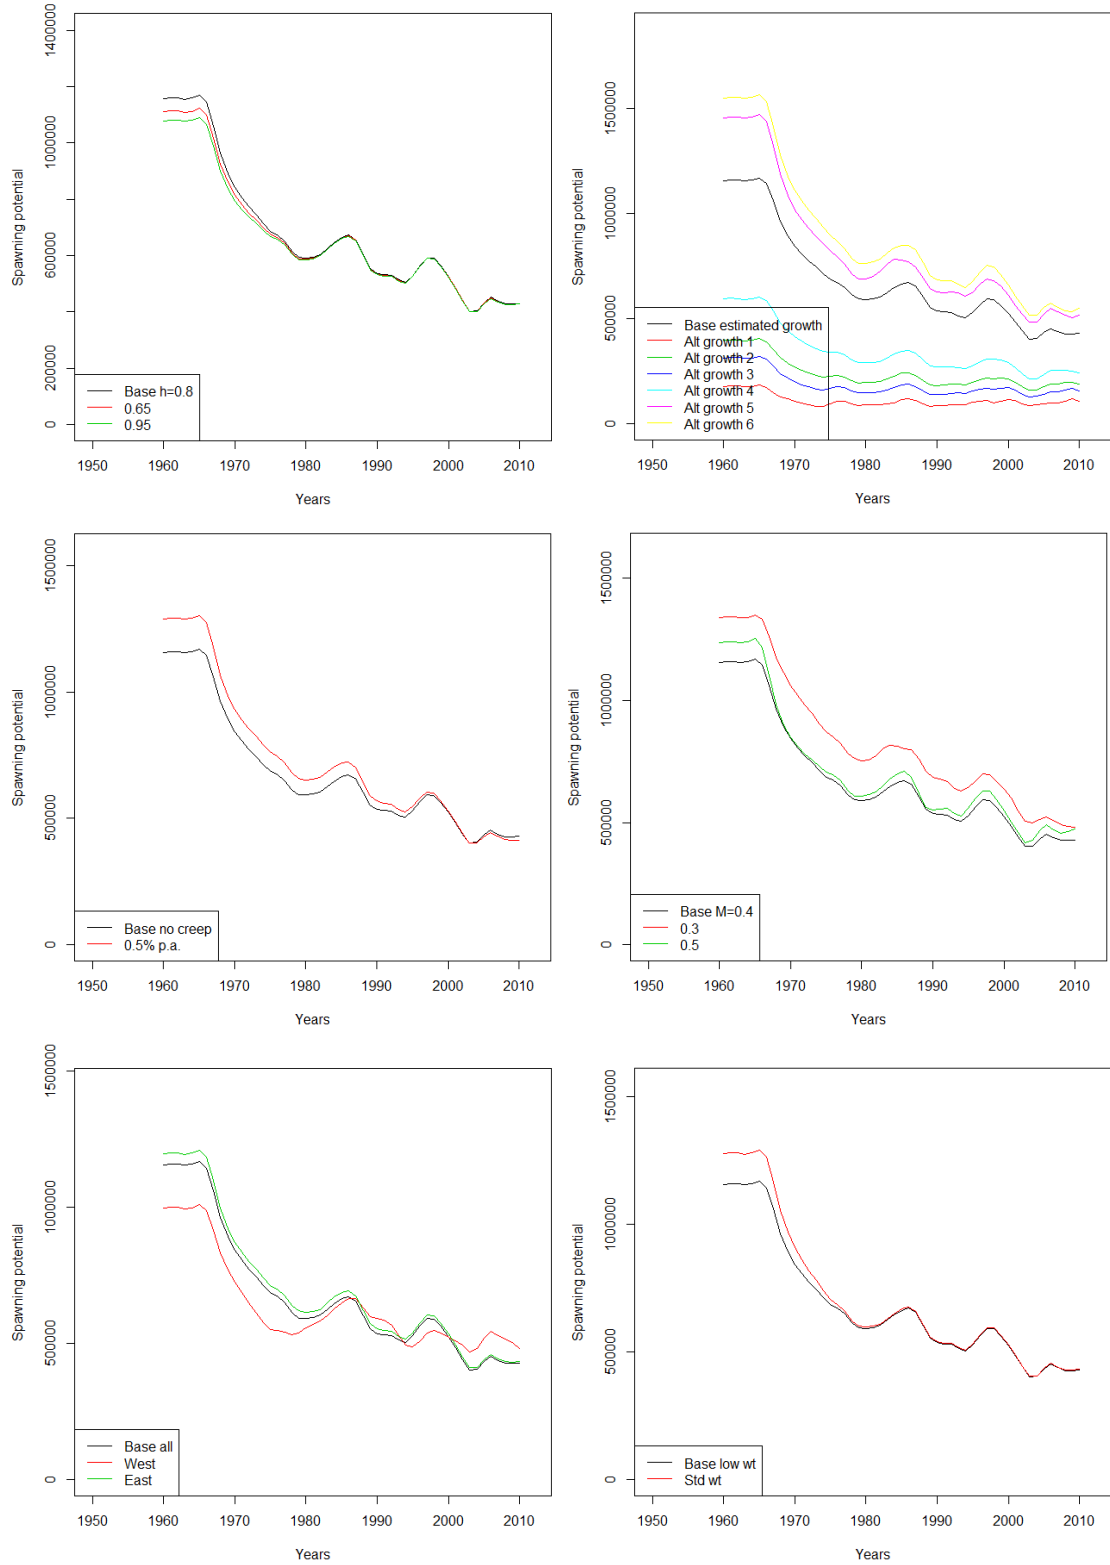 Spawning potential
1400000
1000000
600000
200000
0
Base h=0.8
0.65
0.95
1950 1960 1970 1980 1990 2000 2010
Years
Spawning potential
1500000
1000000
500000
0
Base estimated growth
Alt growth 1
Alt growth 2
Alt growth 3
Alt growth 4
Alt growth 5
Alt growth 6
1950 1960 1970 1980 1990 2000 2010
Years
Spawning potential
1500000
1000000
500000
0
Base no creep
0.5% p.a.
1950 1960 1970 1980 1990 2000 2010
Years
Spawning potential
1500000
1000000
500000
0
Base M=0.4
0.3
0.5
1950 1960 1970 1980 1990 2000 2010
Years
Spawning potential
1500000
1000000
500000
0
Base all
West
East
1950 1960 1970 1980 1990 2000 2010
Years
Spawning potential
1500000
1000000
500000
0
Base low wt
Std wt
1950 1960 1970 1980 1990 2000 2010
Years